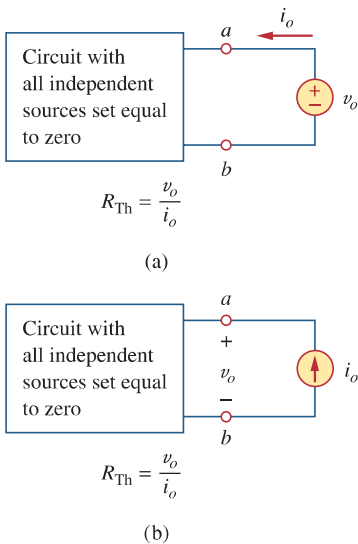 a
i_o
Circuit with
all independent
sources set equal
to zero
+
−
v_o
b
R_Th = v_o / i_o
(a)
a
Circuit with
all independent
sources set equal
to zero
+
v_o
−
i_o
b
R_Th = v_o / i_o
(b)